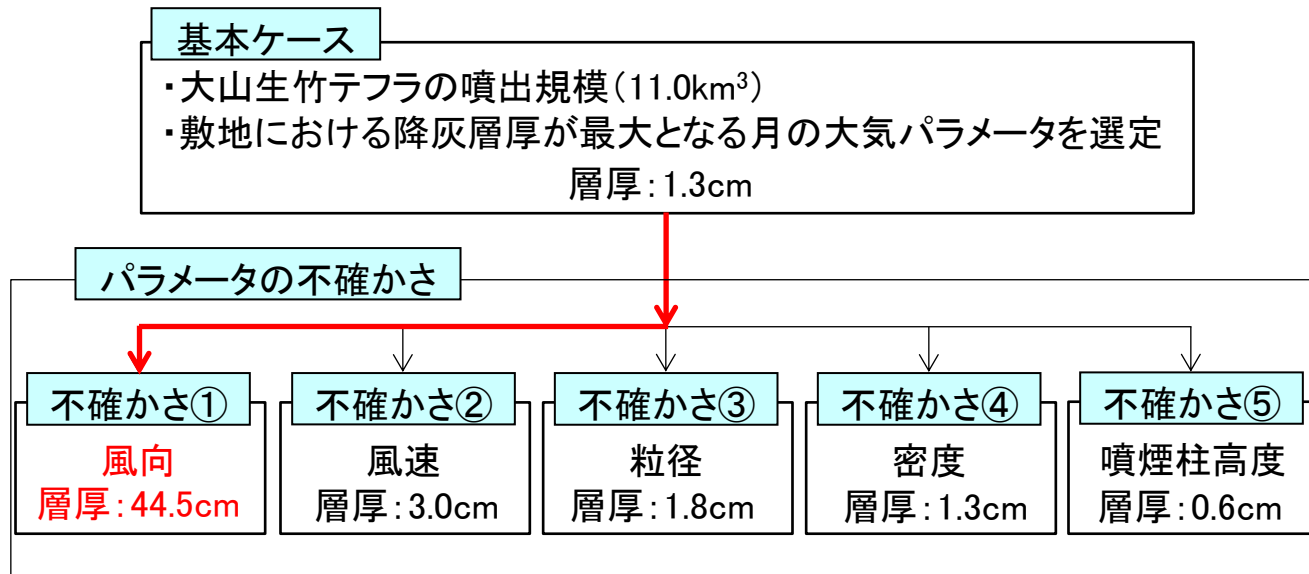 基本ケース
・大山生竹テフラの噴出規模(11.0km³)
・敷地における降灰層厚が最大となる月の大気パラメータを選定
層厚:1.3cm
パラメータの不確かさ
不確かさ①
風向
層厚:44.5cm
不確かさ②
風速
層厚:3.0cm
不確かさ③
粒径
層厚:1.8cm
不確かさ④
密度
層厚:1.3cm
不確かさ⑤
噴煙柱高度
層厚:0.6cm